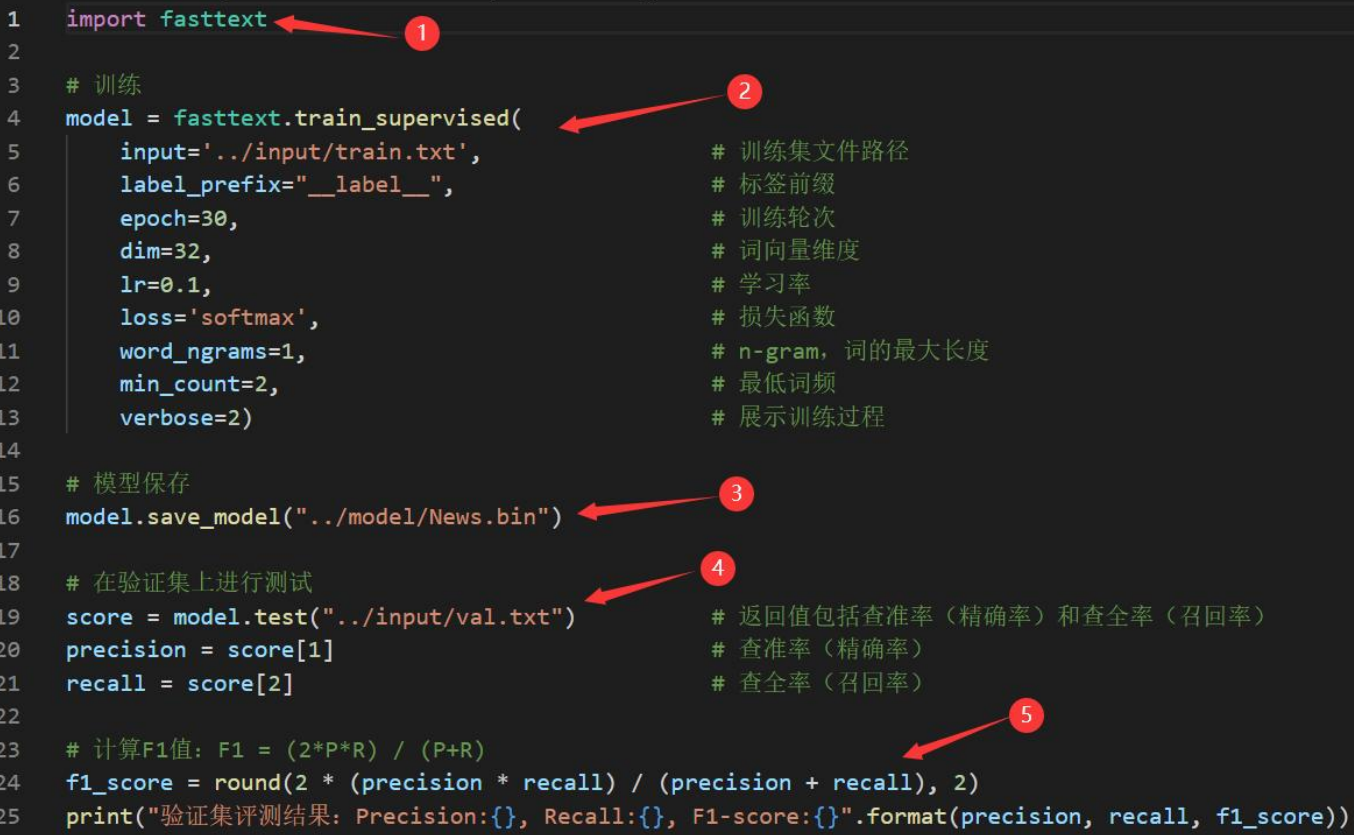 1 import fasttext 1
2
3 # 训练
4 model = fasttext.train_supervised( 2
5 input='../input/train.txt', # 训练集文件路径
6 label_prefix="__label__", # 标签前缀
7 epoch=30, # 训练轮次
8 dim=32, # 词向量维度
9 lr=0.1, # 学习率
10 loss='softmax', # 损失函数
11 word_ngrams=1, # n-gram，词的最大长度
12 min_count=2, # 最低词频
13 verbose=2) # 展示训练过程
14
15 # 模型保存
16 model.save_model("../model/News.bin") 3
17
18 # 在验证集上进行测试 4
19 score = model.test("../input/val.txt") # 返回值包括查准率（精确率）和查全率（召回率）
20 precision = score[1] # 查准率（精确率）
21 recall = score[2] # 查全率（召回率）
22 5
23 # 计算F1值：F1 = (2*P*R) / (P+R)
24 f1_score = round(2 * (precision * recall) / (precision + recall), 2)
25 print("验证集评测结果：Precision:{}, Recall:{}, F1-score:{}".format(precision, recall, f1_score))